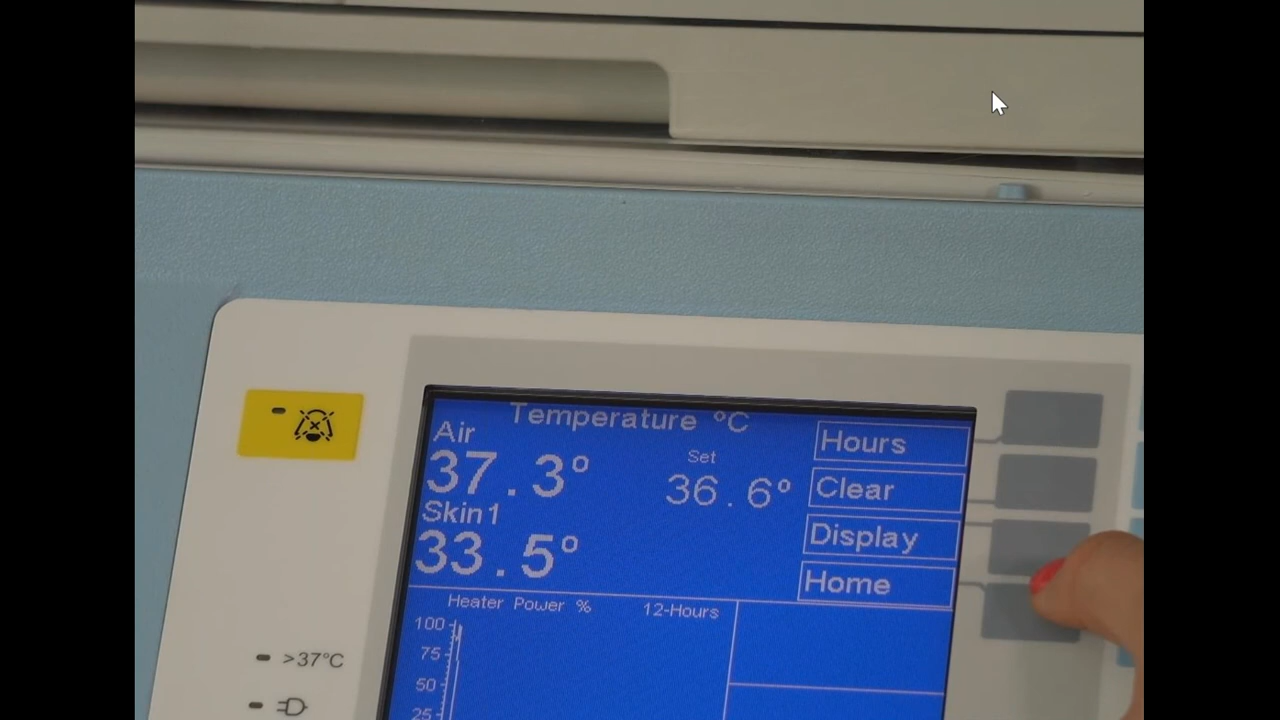 Temperature °C
Air
37.3°
Set
36.6°
Skin1
33.5°
Hours
Clear
Display
Home
Heater Power %
12-Hours
100
75
50
25
>37°C